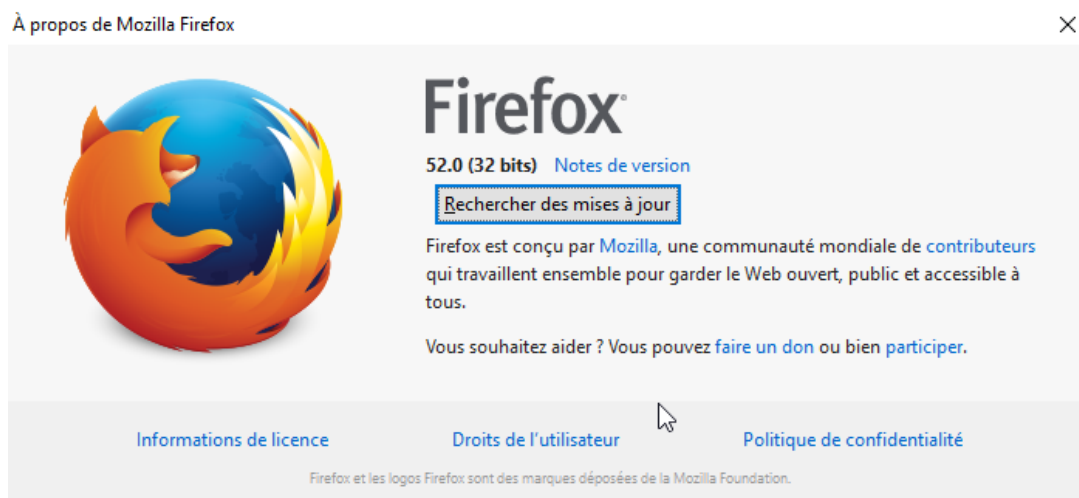 À propos de Mozilla Firefox
Firefox
52.0 (32 bits) Notes de version
Rechercher des mises à jour
Firefox est conçu par Mozilla, une communauté mondiale de contributeurs
qui travaillent ensemble pour garder le Web ouvert, public et accessible à
tous.
Vous souhaitez aider ? Vous pouvez faire un don ou bien participer.
Informations de licence Droits de l'utilisateur Politique de confidentialité
Firefox et les logos Firefox sont des marques déposées de la Mozilla Foundation.